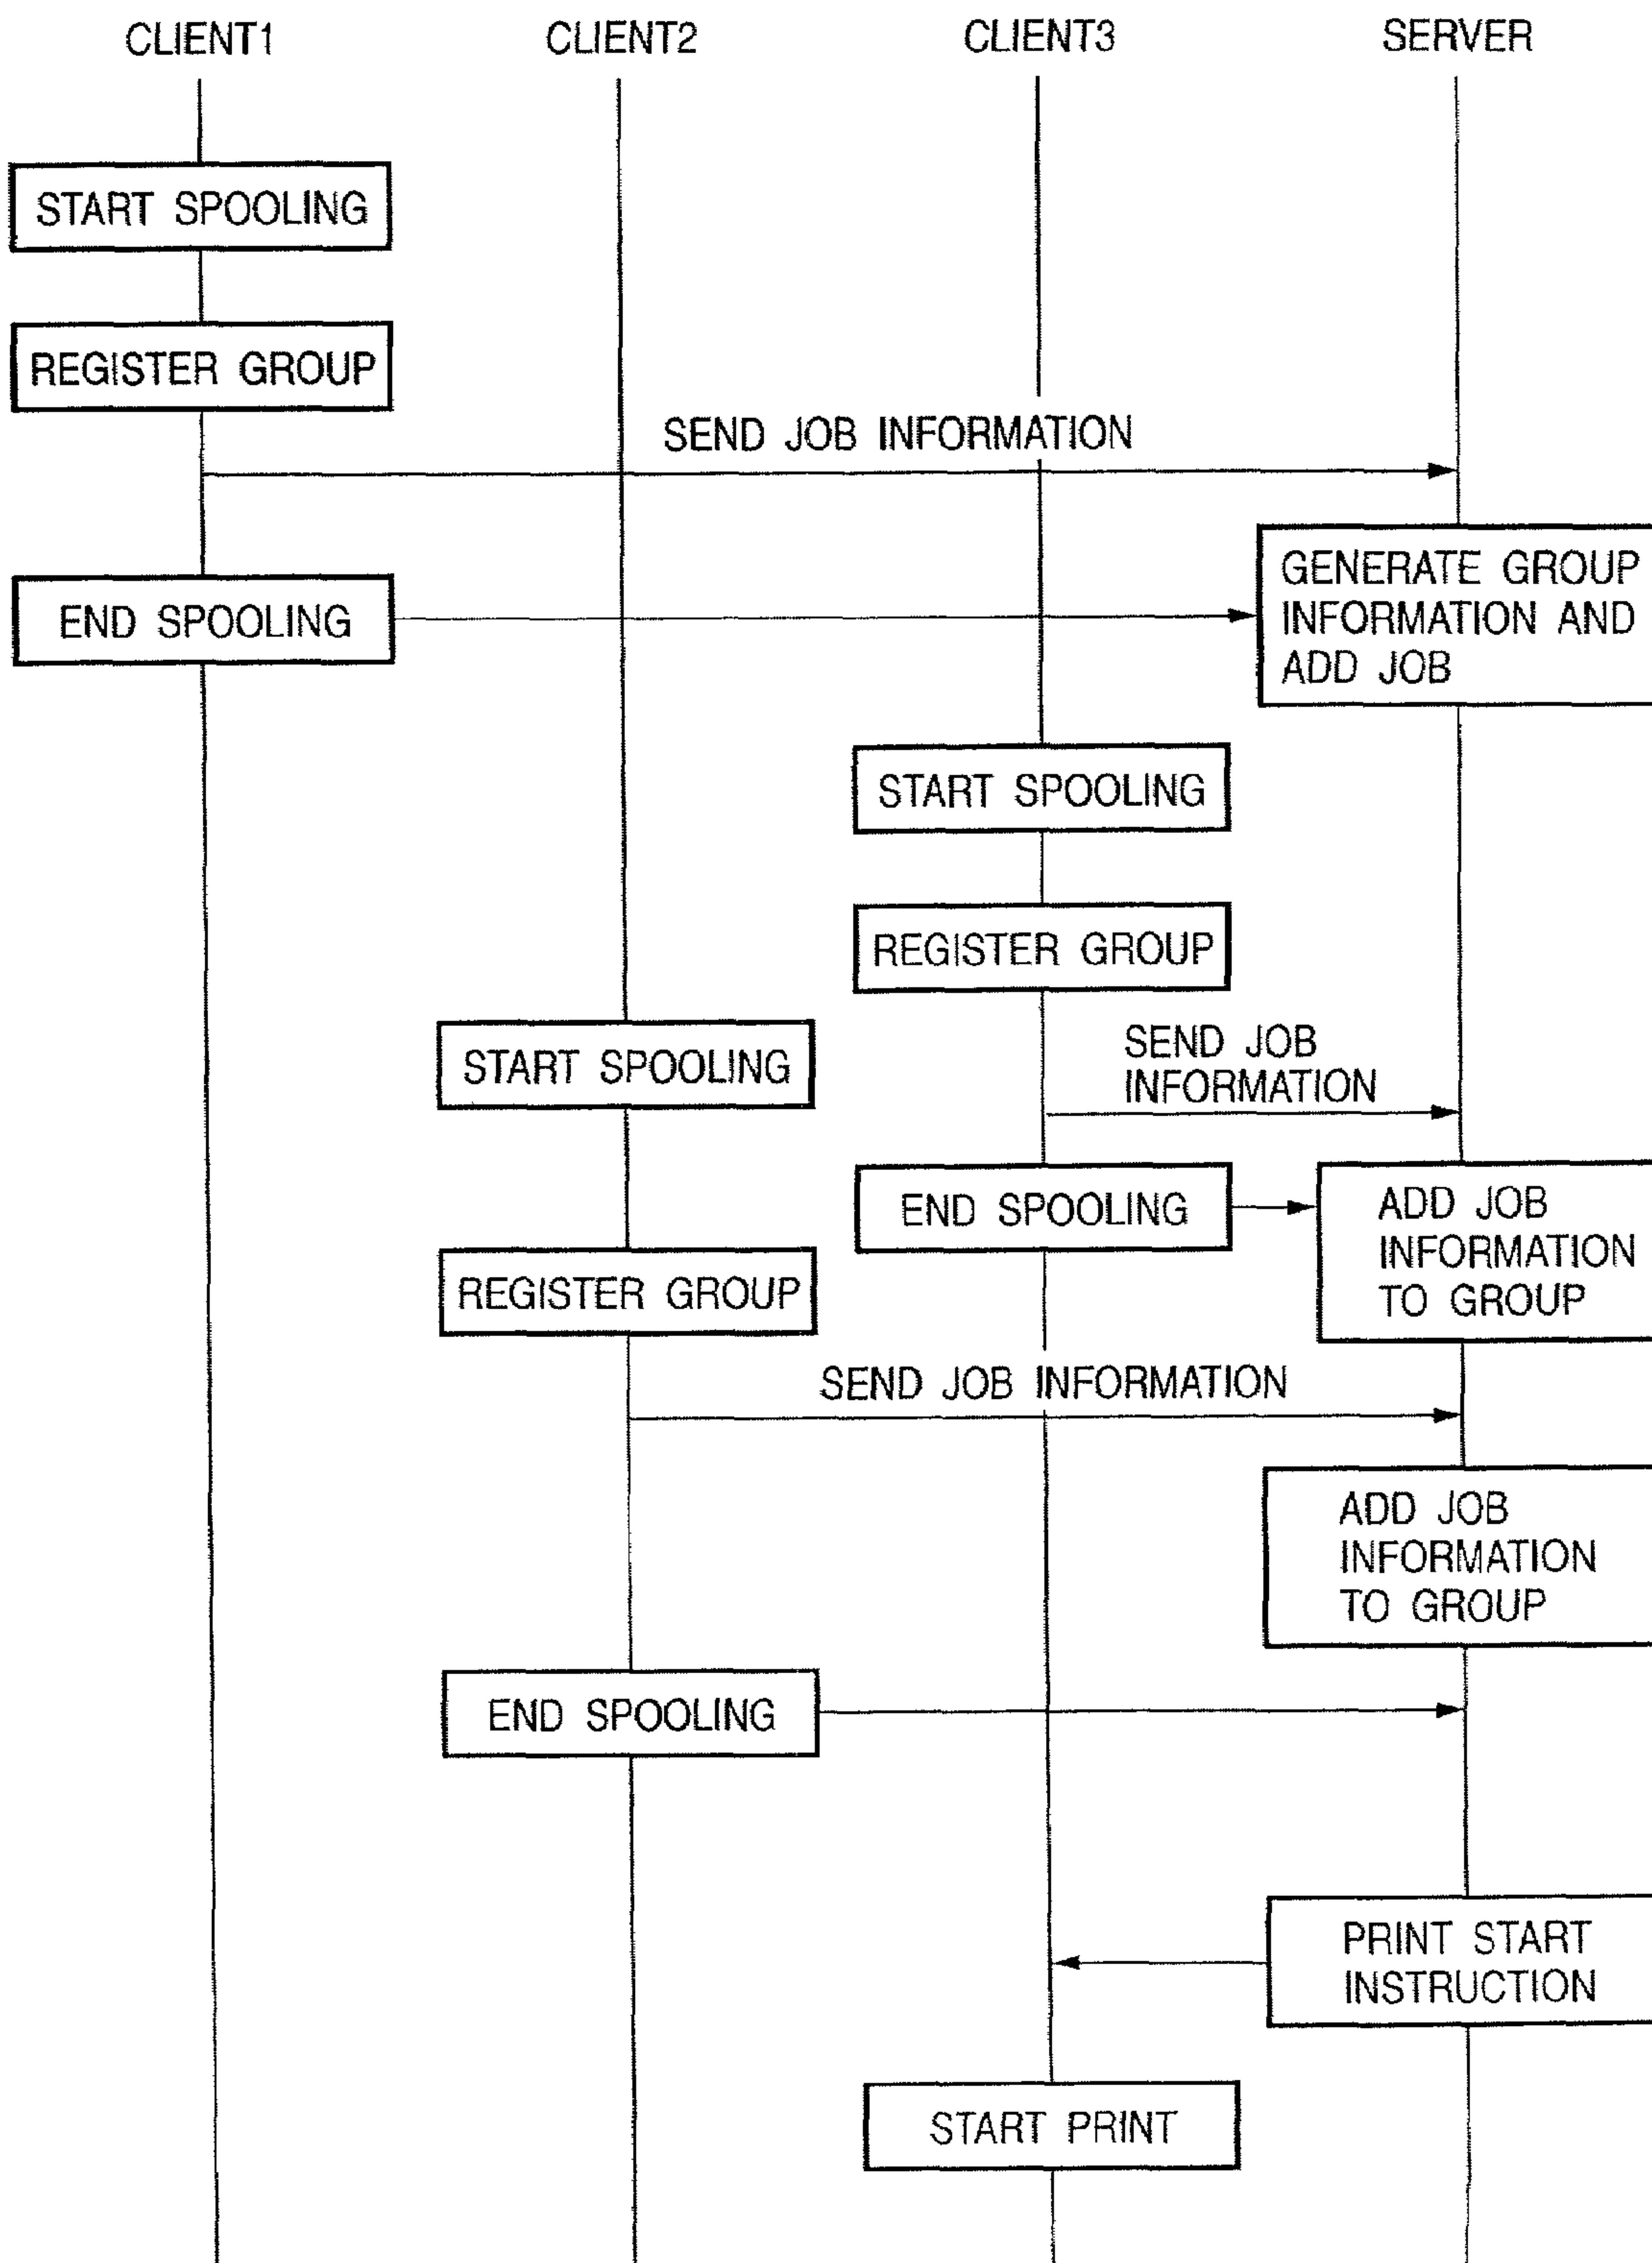 CLIENT1
CLIENT2
CLIENT3
SERVER
START SPOOLING
REGISTER GROUP
SEND JOB INFORMATION
END SPOOLING
GENERATE GROUP
INFORMATION AND
ADD JOB
START SPOOLING
REGISTER GROUP
START SPOOLING
SEND JOB
INFORMATION
END SPOOLING
ADD JOB
INFORMATION
TO GROUP
REGISTER GROUP
SEND JOB INFORMATION
ADD JOB
INFORMATION
TO GROUP
END SPOOLING
PRINT START
INSTRUCTION
START PRINT